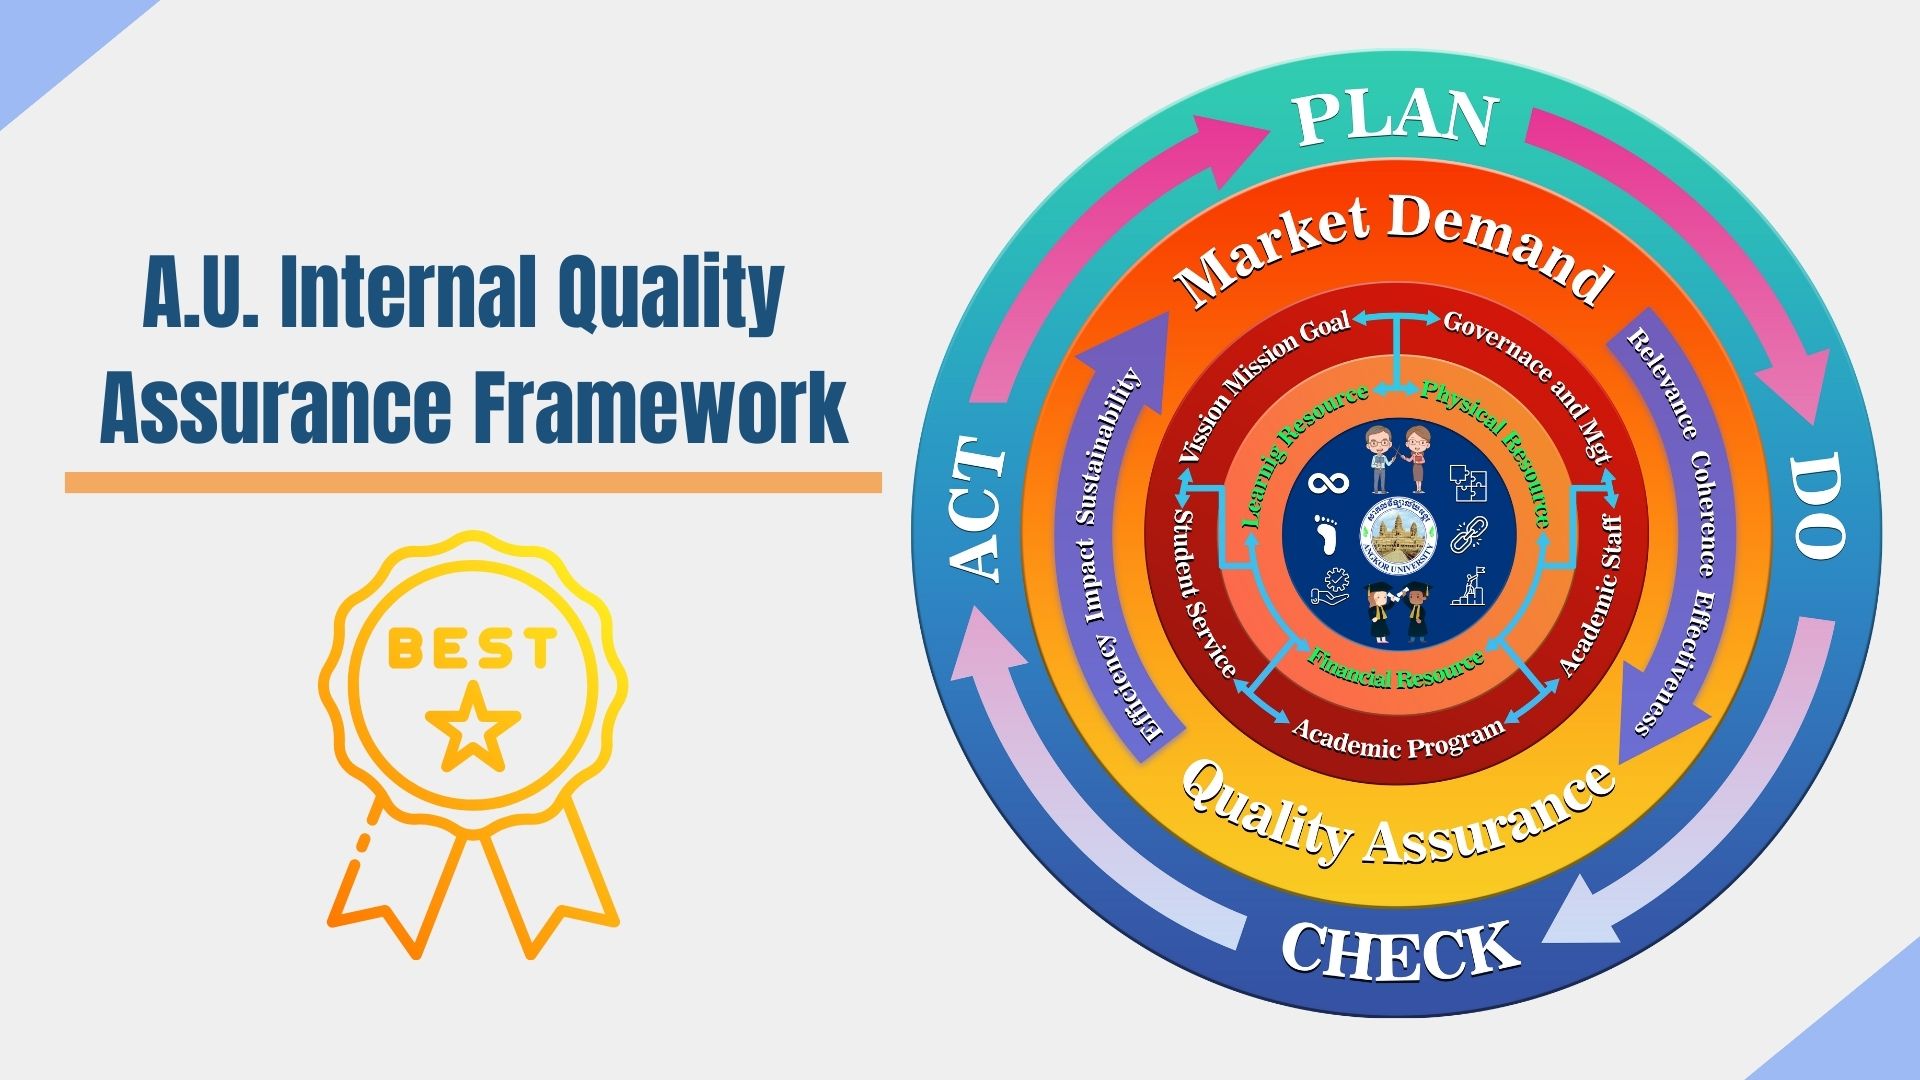 A.U. Internal Quality
Assurance Framework
BEST
PLAN
DO
CHECK
ACT
Market Demand
Relevance Coherence Effectiveness
Quality Assurance
Efficiency Impact Sustainability
Vission Mission Goal
Governace and Mgt
Academic Staff
Academic Program
Student Service
Learnig Resource
Physical Resource
Financial Resource
ANGKOR UNIVERSITY